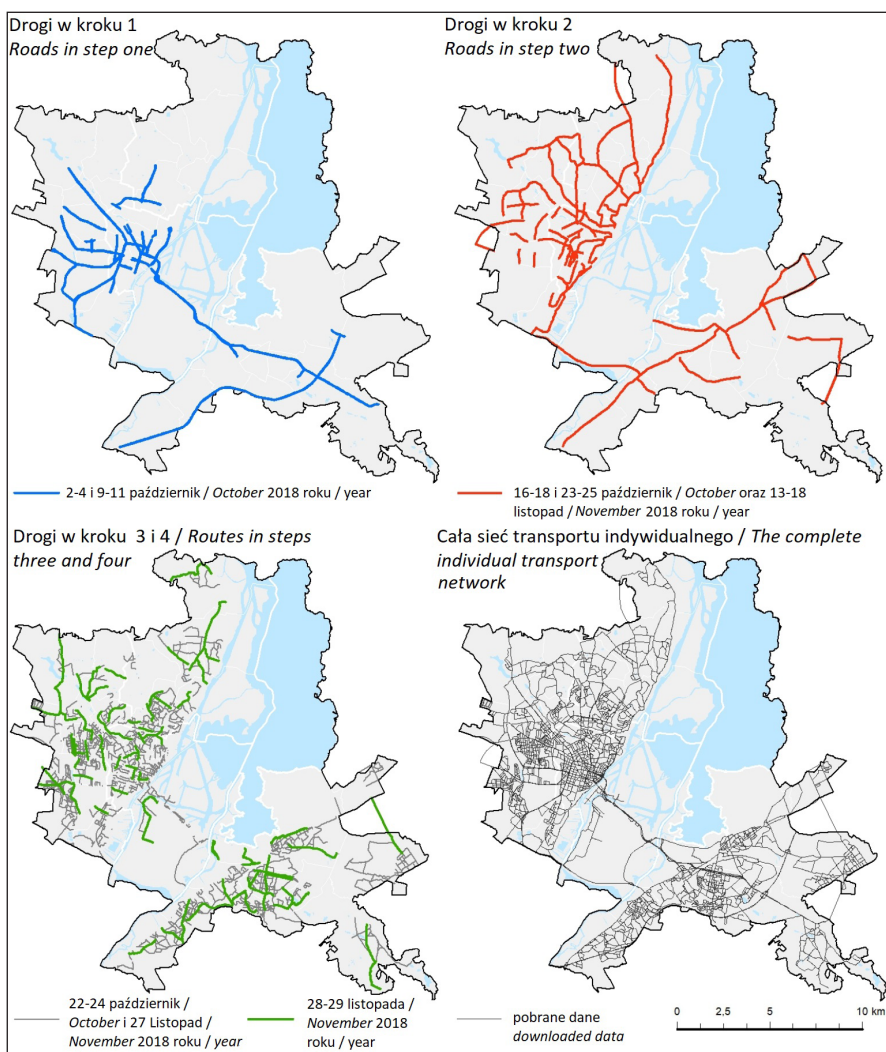 Drogi w kroku 1
Roads in step one
Drogi w kroku 2
Roads in step two
2-4 i 9-11 październik / October 2018 roku / year
16-18 i 23-25 październik / October oraz 13-18
listopad / November 2018 roku / year
Drogi w kroku 3 i 4 / Routes in steps
three and four
Cała sieć transportu indywidualnego / The complete
individual transport
network
22-24 październik /
October i 27 Listopad /
November 2018 roku / year
28-29 listopada /
November 2018
roku / year
pobrane dane
downloaded data
0 2,5 5 7,5 10 km